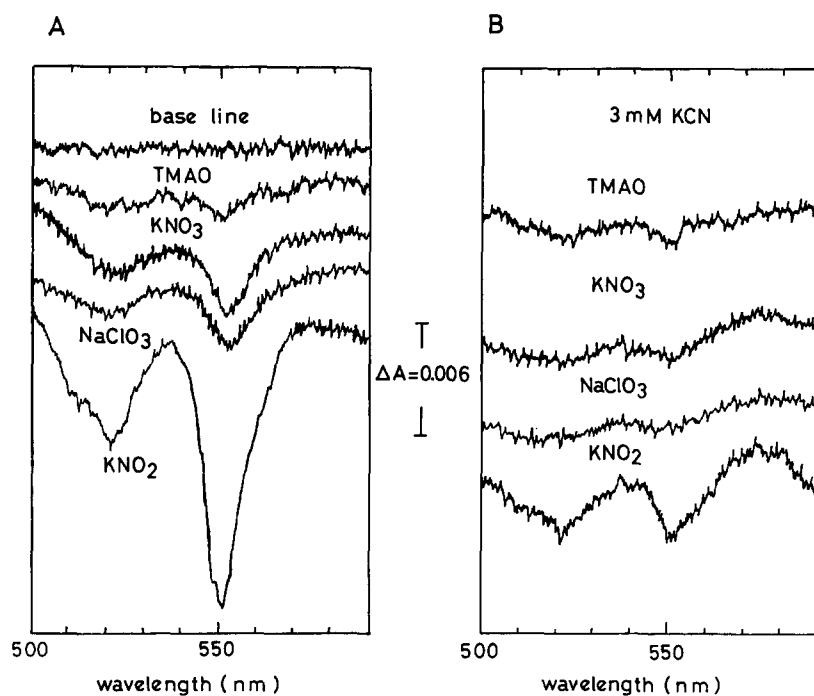 A
base line
TMAO
KNO3
NaClO3
KNO2
500
550
wavelength (nm)
ΔA=0.006
B
3 mM KCN
TMAO
KNO3
NaClO3
KNO2
500
550
wavelength (nm)